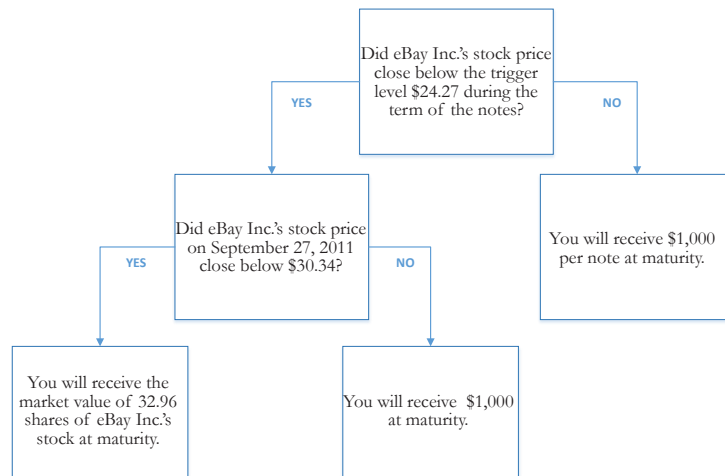 Did eBay Inc.'s stock price
close below the trigger
level $24.27 during the
term of the notes?
YES
NO
Did eBay Inc.'s stock price
on September 27, 2011
close below $30.34?
You will receive $1,000
per note at maturity.
YES
NO
You will receive the
market value of 32.96
shares of eBay Inc.'s
stock at maturity.
You will receive $1,000
at maturity.